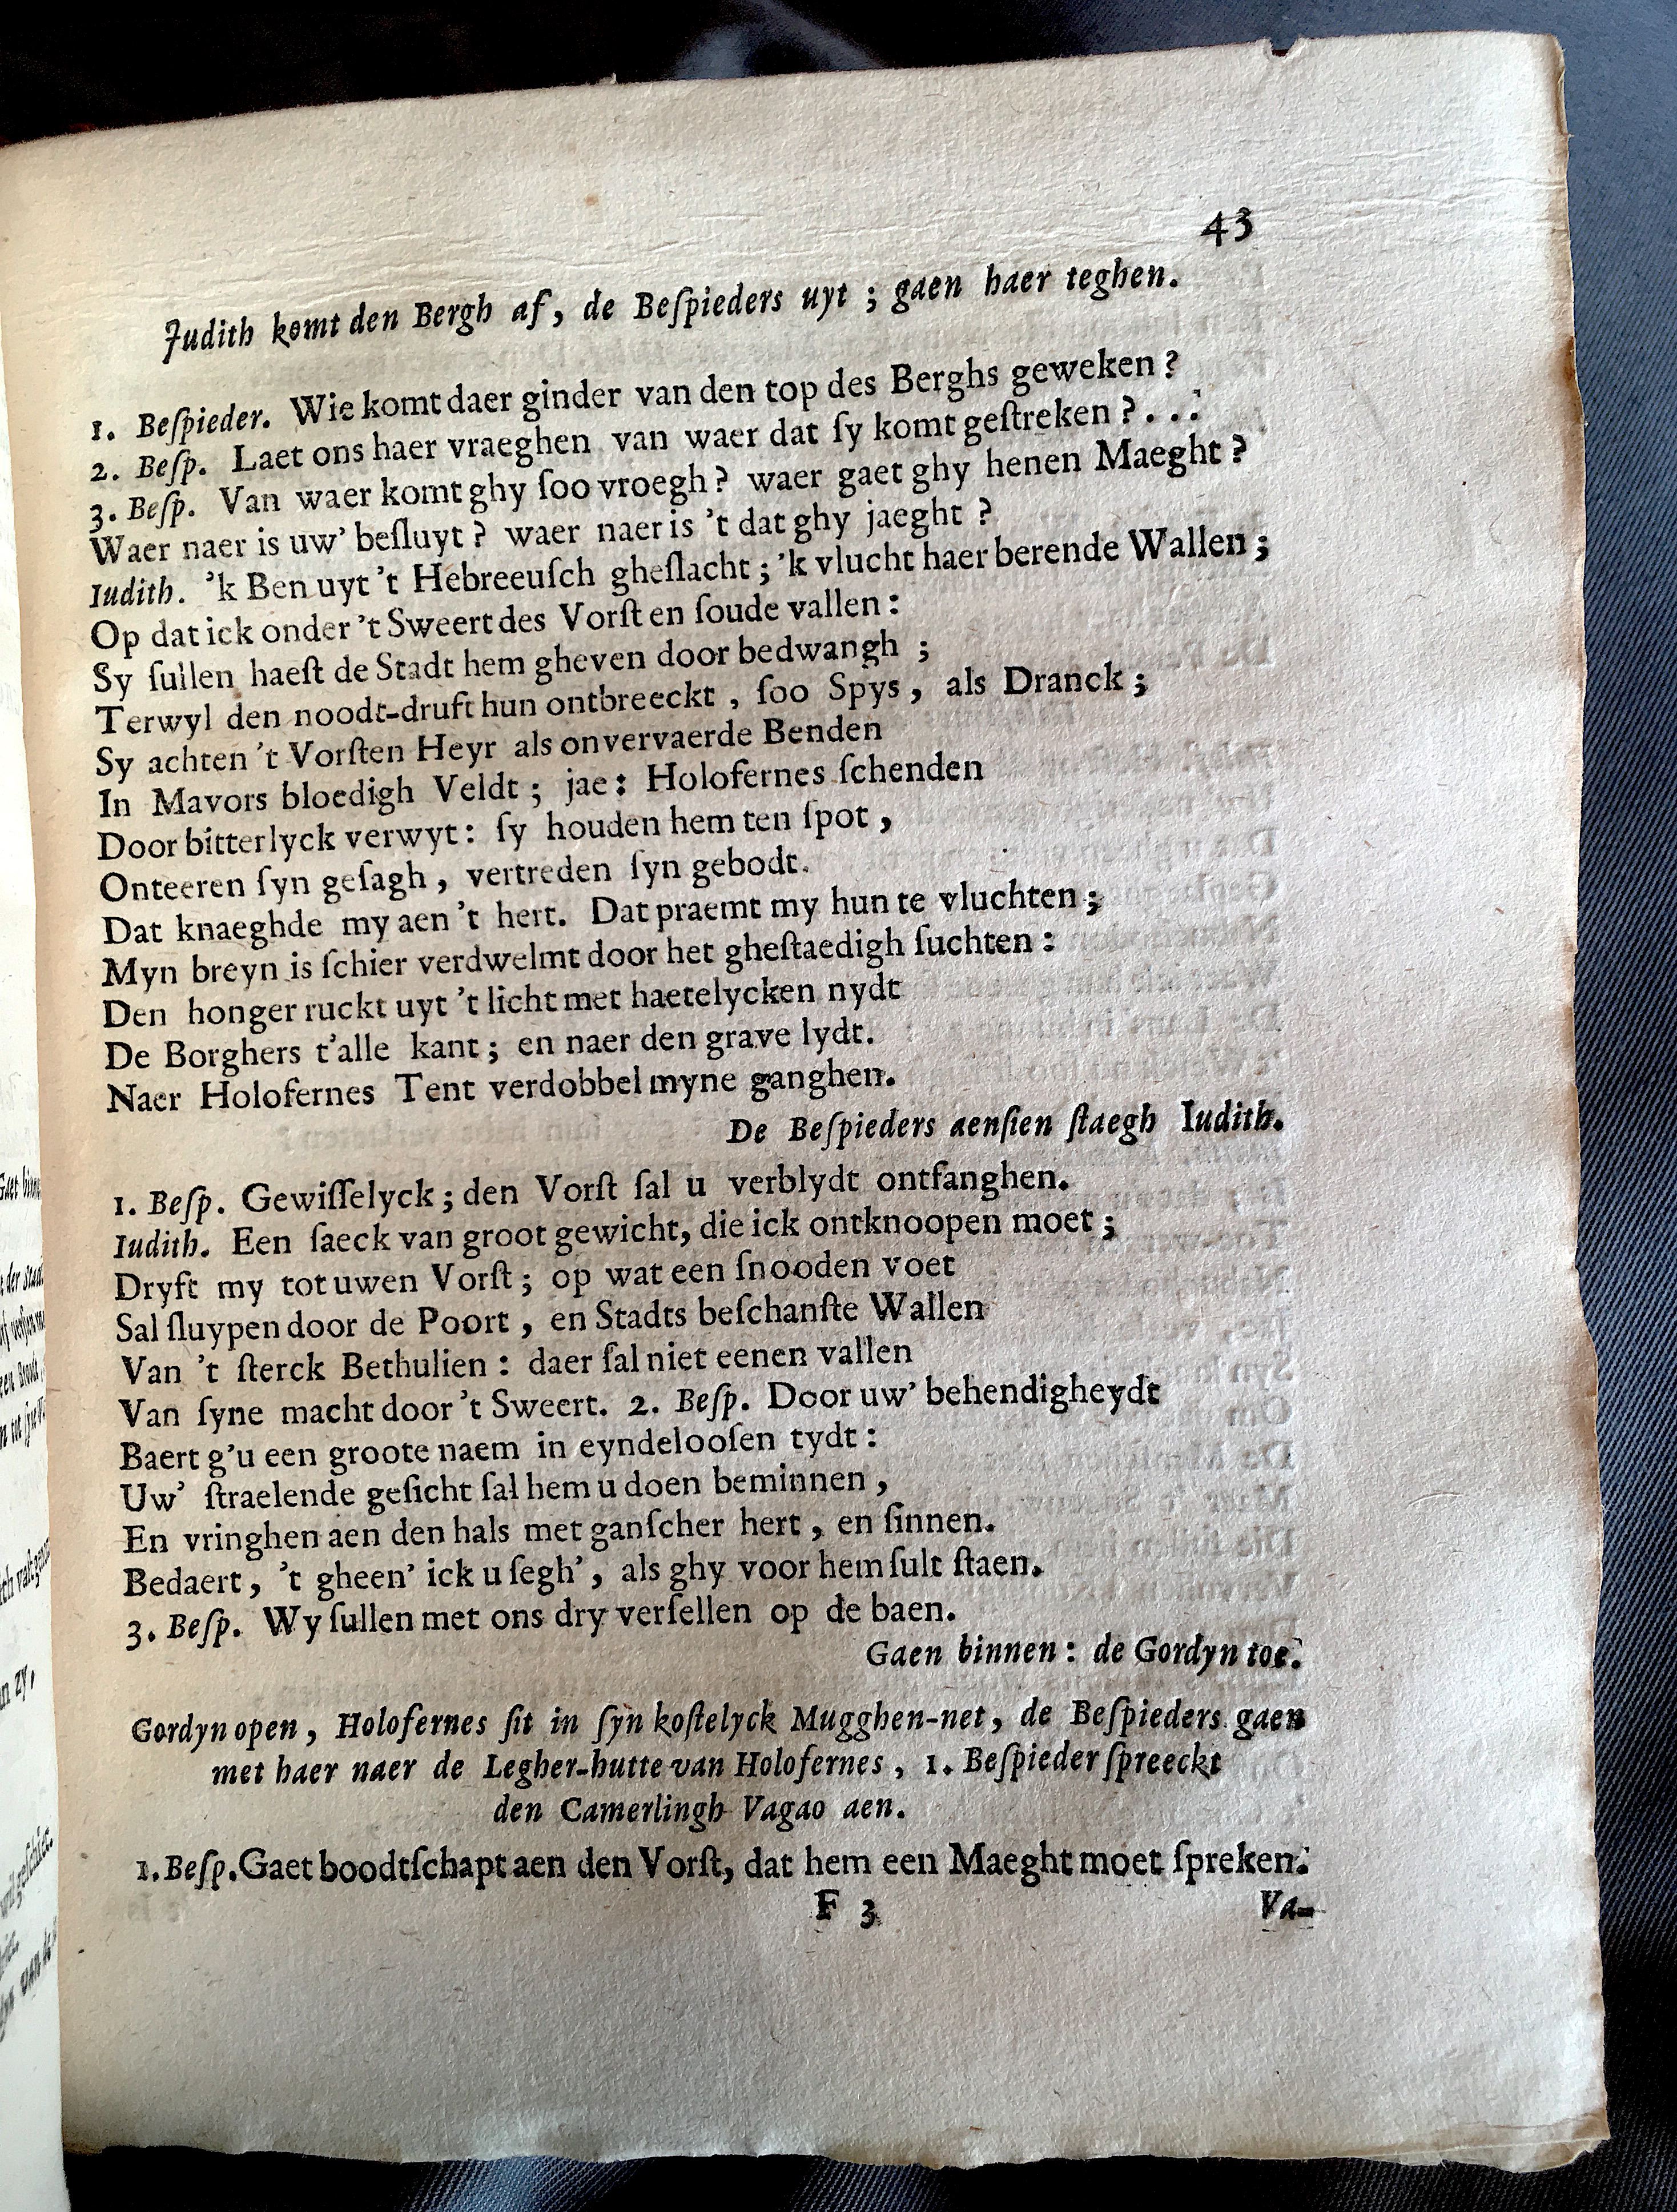 43
Judith komt den Bergh af, de Beſpieders uyt ; gaen haer teghen.
1. Beſpieder. Wie komt daer ginder van den top des Berghs geweken ?
2. Beſp. Laet ons haer vraeghen van waer dat ſy komt geſtreken ? . . .
3. Beſp. Van waer komt ghy ſoo vroegh ? waer gaet ghy henen Maeght ?
Waer naer is uw' beſluyt ? waer naer is 't dat ghy jaeght ?
Iudith. 'k Ben uyt 't Hebreeuſch gheſlacht ; 'k vlucht haer berende Wallen ;
Op dat ick onder 't Sweert des Vorſt en ſoude vallen :
Sy ſullen haeſt de Stadt hem gheven door bedwangh ;
Terwyl den noodt-druft hun ontbreeckt , ſoo Spys , als Dranck ;
Sy achten 't Vorſten Heyr als onvervaerde Benden
In Mavors bloedigh Veldt ; jae : Holofernes ſchenden
Door bitterlyck verwyt : ſy houden hem ten ſpot ,
Onteeren ſyn geſagh , vertreden ſyn gebodt.
Dat knaeghde my aen 't hert. Dat praemt my hun te vluchten ;
Myn breyn is ſchier verdwelmt door het gheſtaedigh ſuchten :
Den honger ruckt uyt 't licht met haetelycken nydt
De Borghers t'alle kant ; en naer den grave lydt.
Naer Holofernes Tent verdobbel myne ganghen.
De Beſpieders aenſien ſtaegh Iudith.
1. Beſp. Gewiſſelyck ; den Vorſt ſal u verblydt ontfanghen.
Iudith. Een ſaeck van groot gewicht, die ick ontknoopen moet ;
Dryft my tot uwen Vorſt ; op wat een ſnooden voet
Sal ſluypen door de Poort , en Stadts beſchanſte Wallen
Van 't ſterck Bethulien : daer ſal niet eenen vallen
Van ſyne macht door 't Sweert. 2. Beſp. Door uw' behendigheydt
Baert g'u een groote naem in eyndelooſen tydt :
Uw' ſtraelende geſicht ſal hem u doen beminnen ,
En vringhen aen den hals met ganſcher hert , en ſinnen.
Bedaert , 't gheen' ick u ſegh' , als ghy voor hem ſult ſtaen.
3. Beſp. Wy ſullen met ons dry verſellen op de baen.
Gaen binnen : de Gordyn toe.
Gordyn open , Holofernes ſit in ſyn koſtelyck Mugghen-net , de Beſpieders gaen
met haer naer de Legher-hutte van Holofernes , 1. Beſpieder ſpreeckt
den Camerlingh Vagao aen.
1. Beſp. Gaet boodtſchapt aen den Vorſt, dat hem een Maeght moet ſpreken.
F 3 Va-